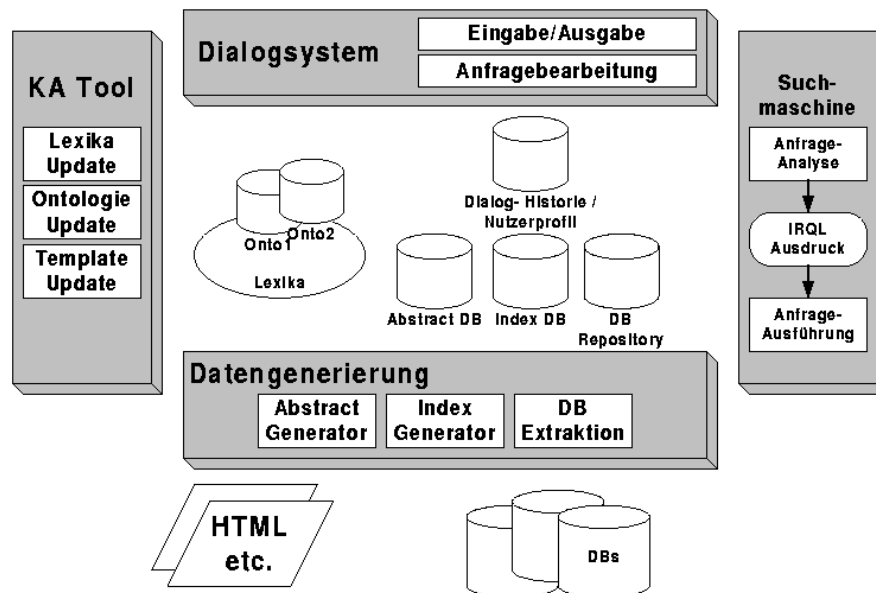 Dialogsystem
Eingabe/Ausgabe
Anfragebearbeitung
KA Tool
Lexika
Update
Ontologie
Update
Template
Update
Such-
maschine
Anfrage-
Analyse
IRQL
Ausdruck
Anfrage-
Ausführung
Onto1
Onto2
Lexika
Dialog- Historie /
Nutzerprofil
Abstract DB
Index DB
DB
Repository
Datengenerierung
Abstract
Generator
Index
Generator
DB
Extraktion
HTML
etc.
DBs